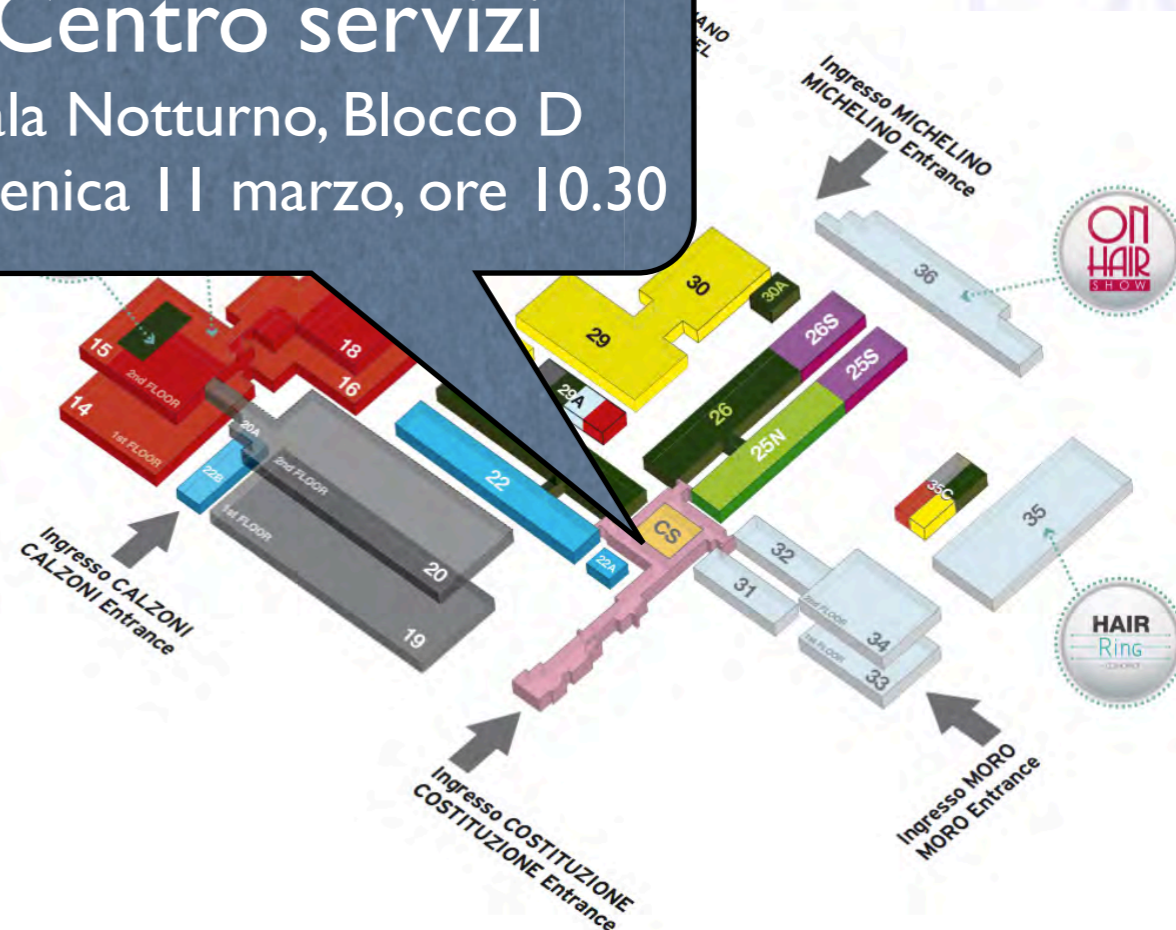 Centro servizi
Notturno, Blocco D
11 marzo, ore 10.30
Ingresso MICHELINO
MICHELINO Entrance
ON
HAIR
SHOW
36
30
30A
29
29A
26S
25S
26
25N
18
16
15
2nd FLOOR
14
1st FLOOR
20A
22B
2nd FLOOR
1st FLOOR
20
19
22
22A
CS
32
31
2nd FLOOR
34
1st FLOOR
33
35C
35
HAIR
Ring
Ingresso CALZONI
CALZONI Entrance
Ingresso COSTITUZIONE
COSTITUZIONE Entrance
Ingresso MORO
MORO Entrance